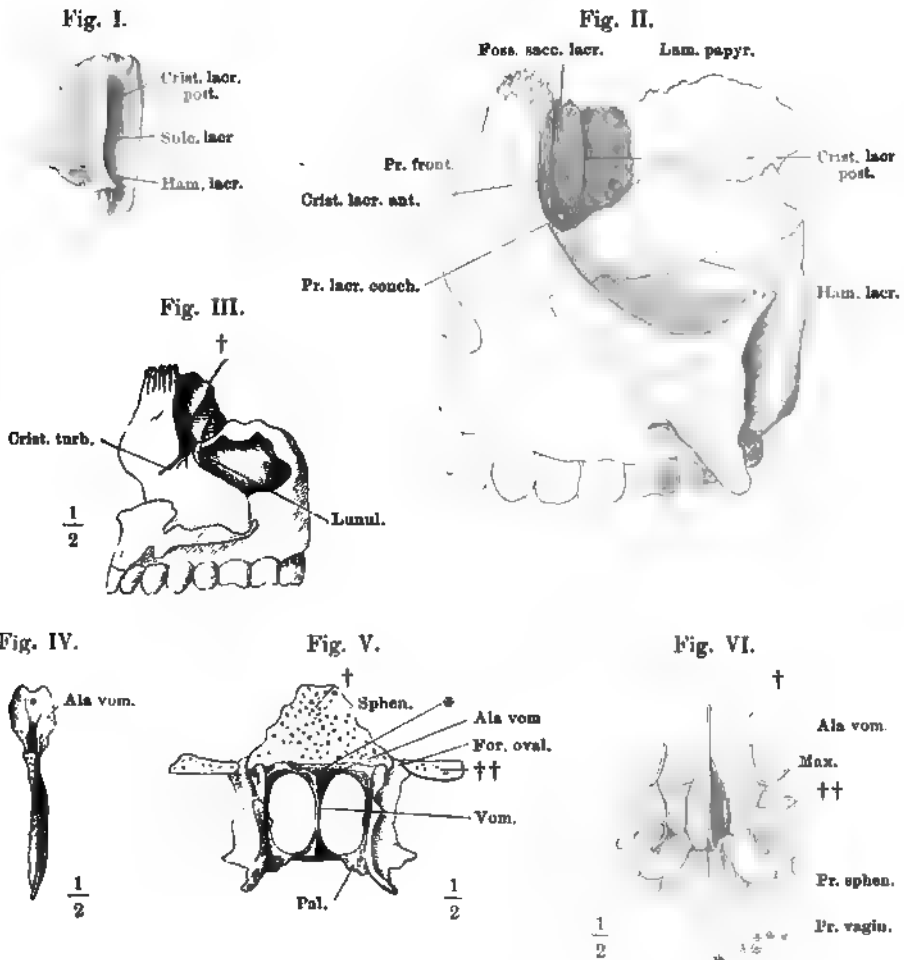 Fig. I.
Crist. lacr.
post.
Sulc. lacr
Ham. lacr.
Fig. II.
Foss. sacc. lacr.
Lam. papyr.
Pr. front.
Crist. lacr. ant.
Pr. lacr. conch.
Crist. lacr
post.
Ham. lacr.
Fig. III.
†
Crist. turb.
Lunul.
1
2
Fig. IV.
Ala vom.
1
2
Fig. V.
†
Sphen.
*
Ala vom
For. oval.
††
Vom.
Pal.
1
2
Fig. VI.
†
Ala vom.
Max.
††
Pr. sphen.
Pr. vagin.
1
2